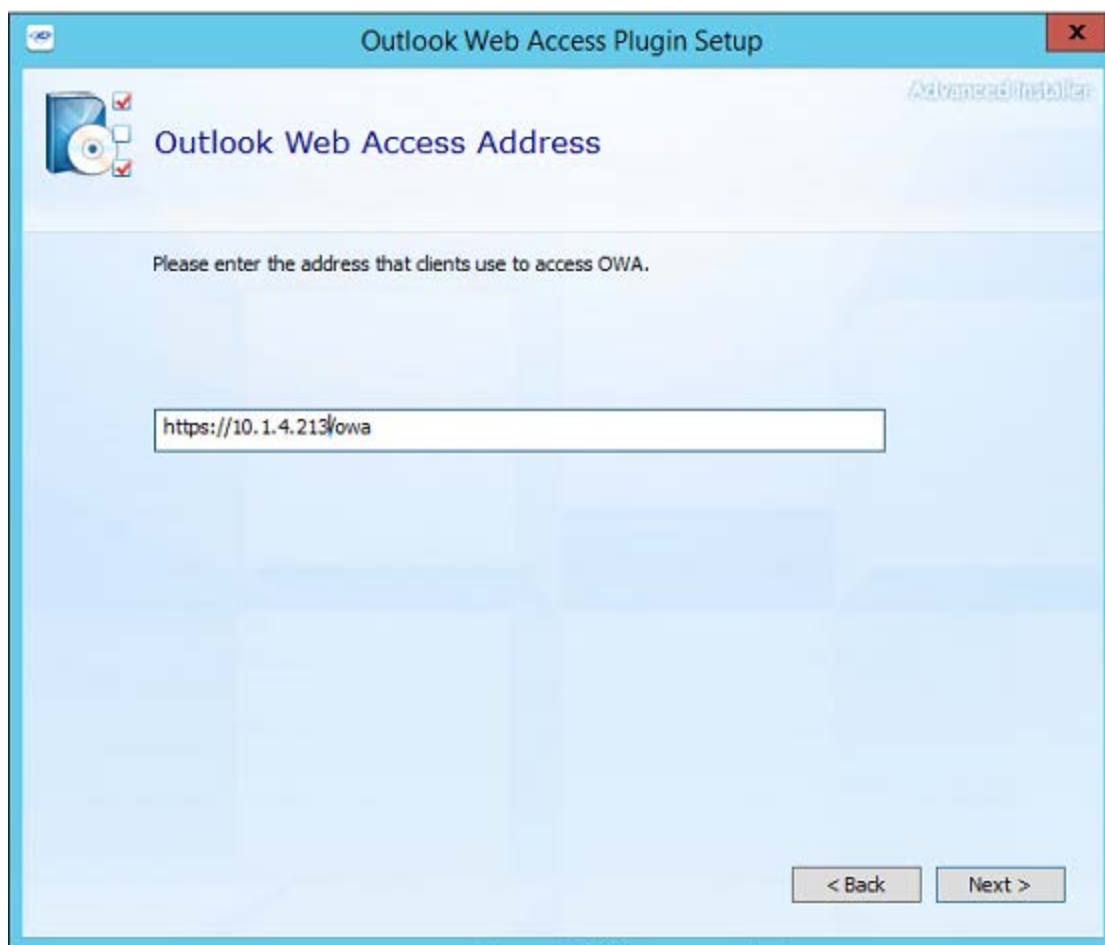 Outlook Web Access Plugin Setup
x
Advanced Installer
Outlook Web Access Address
Please enter the address that clients use to access OWA.
https://10.1.4.213/owa
< Back
Next >